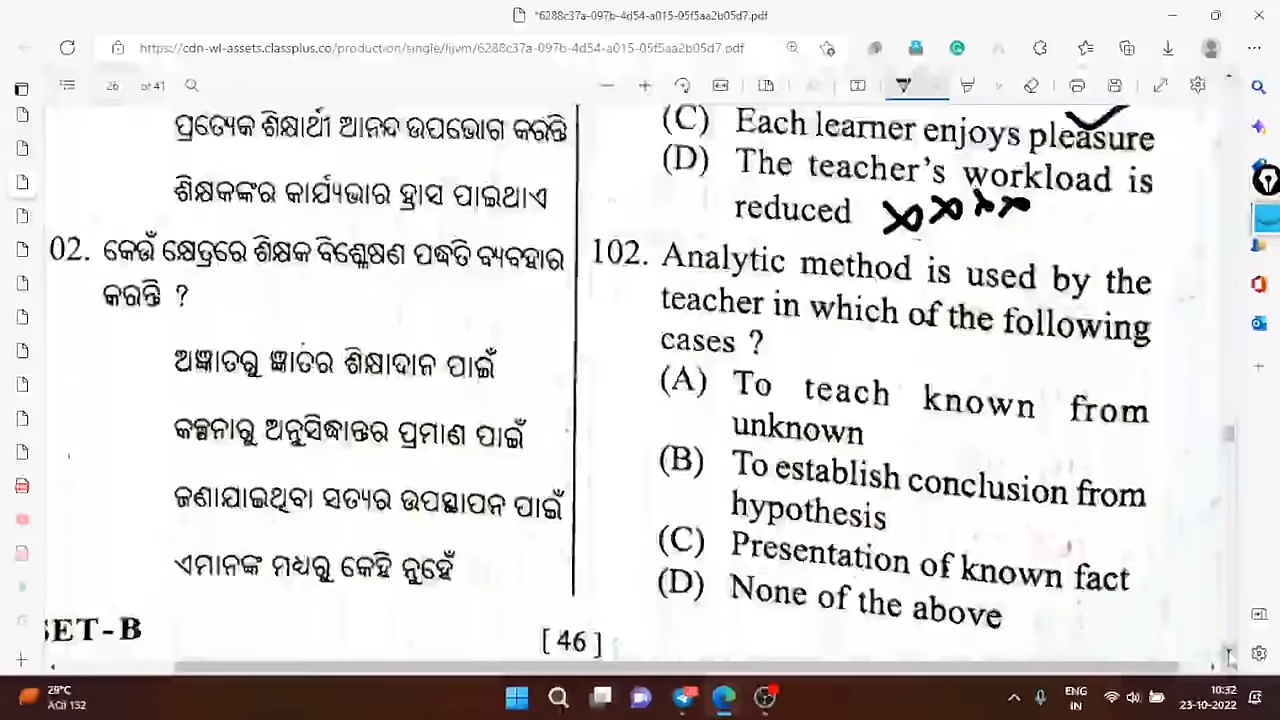 *6288c37a-097b-4d54-a015-05f5aa2b05d7.pdf
https://cdn-wl-assets.classplus.co/production/single/ljjvm/6288c37a-097b-4d54-a015-05f5aa2b05d7.pdf
26 of 41
ପ୍ରତ୍ୟେକ ଶିକ୍ଷାର୍ଥୀ ଆନନ୍ଦ ଉପଭୋଗ କରନ୍ତି
ଶିକ୍ଷକଙ୍କର କାର୍ଯ୍ୟଭାର ହ୍ରାସ ପାଇଥାଏ
02. କେଉଁ କ୍ଷେତ୍ରରେ ଶିକ୍ଷକ ବିଶ୍ଳେଷଣ ପଦ୍ଧତି ବ୍ୟବହାର
କରନ୍ତି ?
ଅଜ୍ଞାତରୁ ଜ୍ଞାତର ଶିକ୍ଷାଦାନ ପାଇଁ
କଳ୍ପନାରୁ ଅନୁସିଦ୍ଧାନ୍ତର ପ୍ରମାଣ ପାଇଁ
ଜଣାଯାଇଥିବା ସତ୍ୟର ଉପସ୍ଥାପନ ପାଇଁ
ଏମାନଙ୍କ ମଧ୍ୟରୁ କେହି ନୁହେଁ
SET-B
[ 46 ]
(C) Each learner enjoys pleasure
(D) The teacher's workload is
reduced
102. Analytic method is used by the
teacher in which of the following
cases ?
(A) To teach known from
unknown
(B) To establish conclusion from
hypothesis
(C) Presentation of known fact
(D) None of the above
29°C
AQI 132
ENG
IN
10:32
23-10-2022